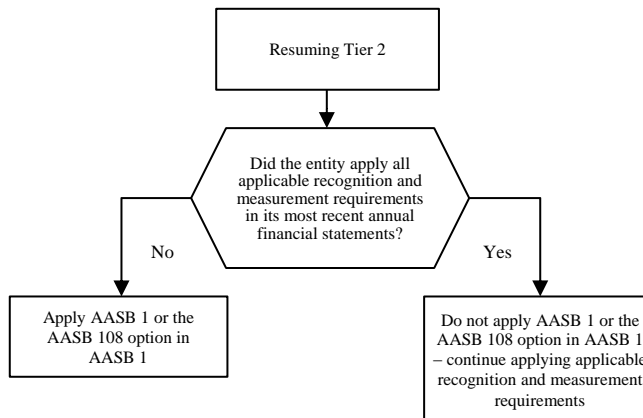 Resuming Tier 2
Did the entity apply all
applicable recognition and
measurement requirements
in its most recent annual
financial statements?
No
Yes
Apply AASB 1 or the
AASB 108 option in
AASB 1
Do not apply AASB 1 or the
AASB 108 option in AASB 1
– continue applying applicable
recognition and measurement
requirements